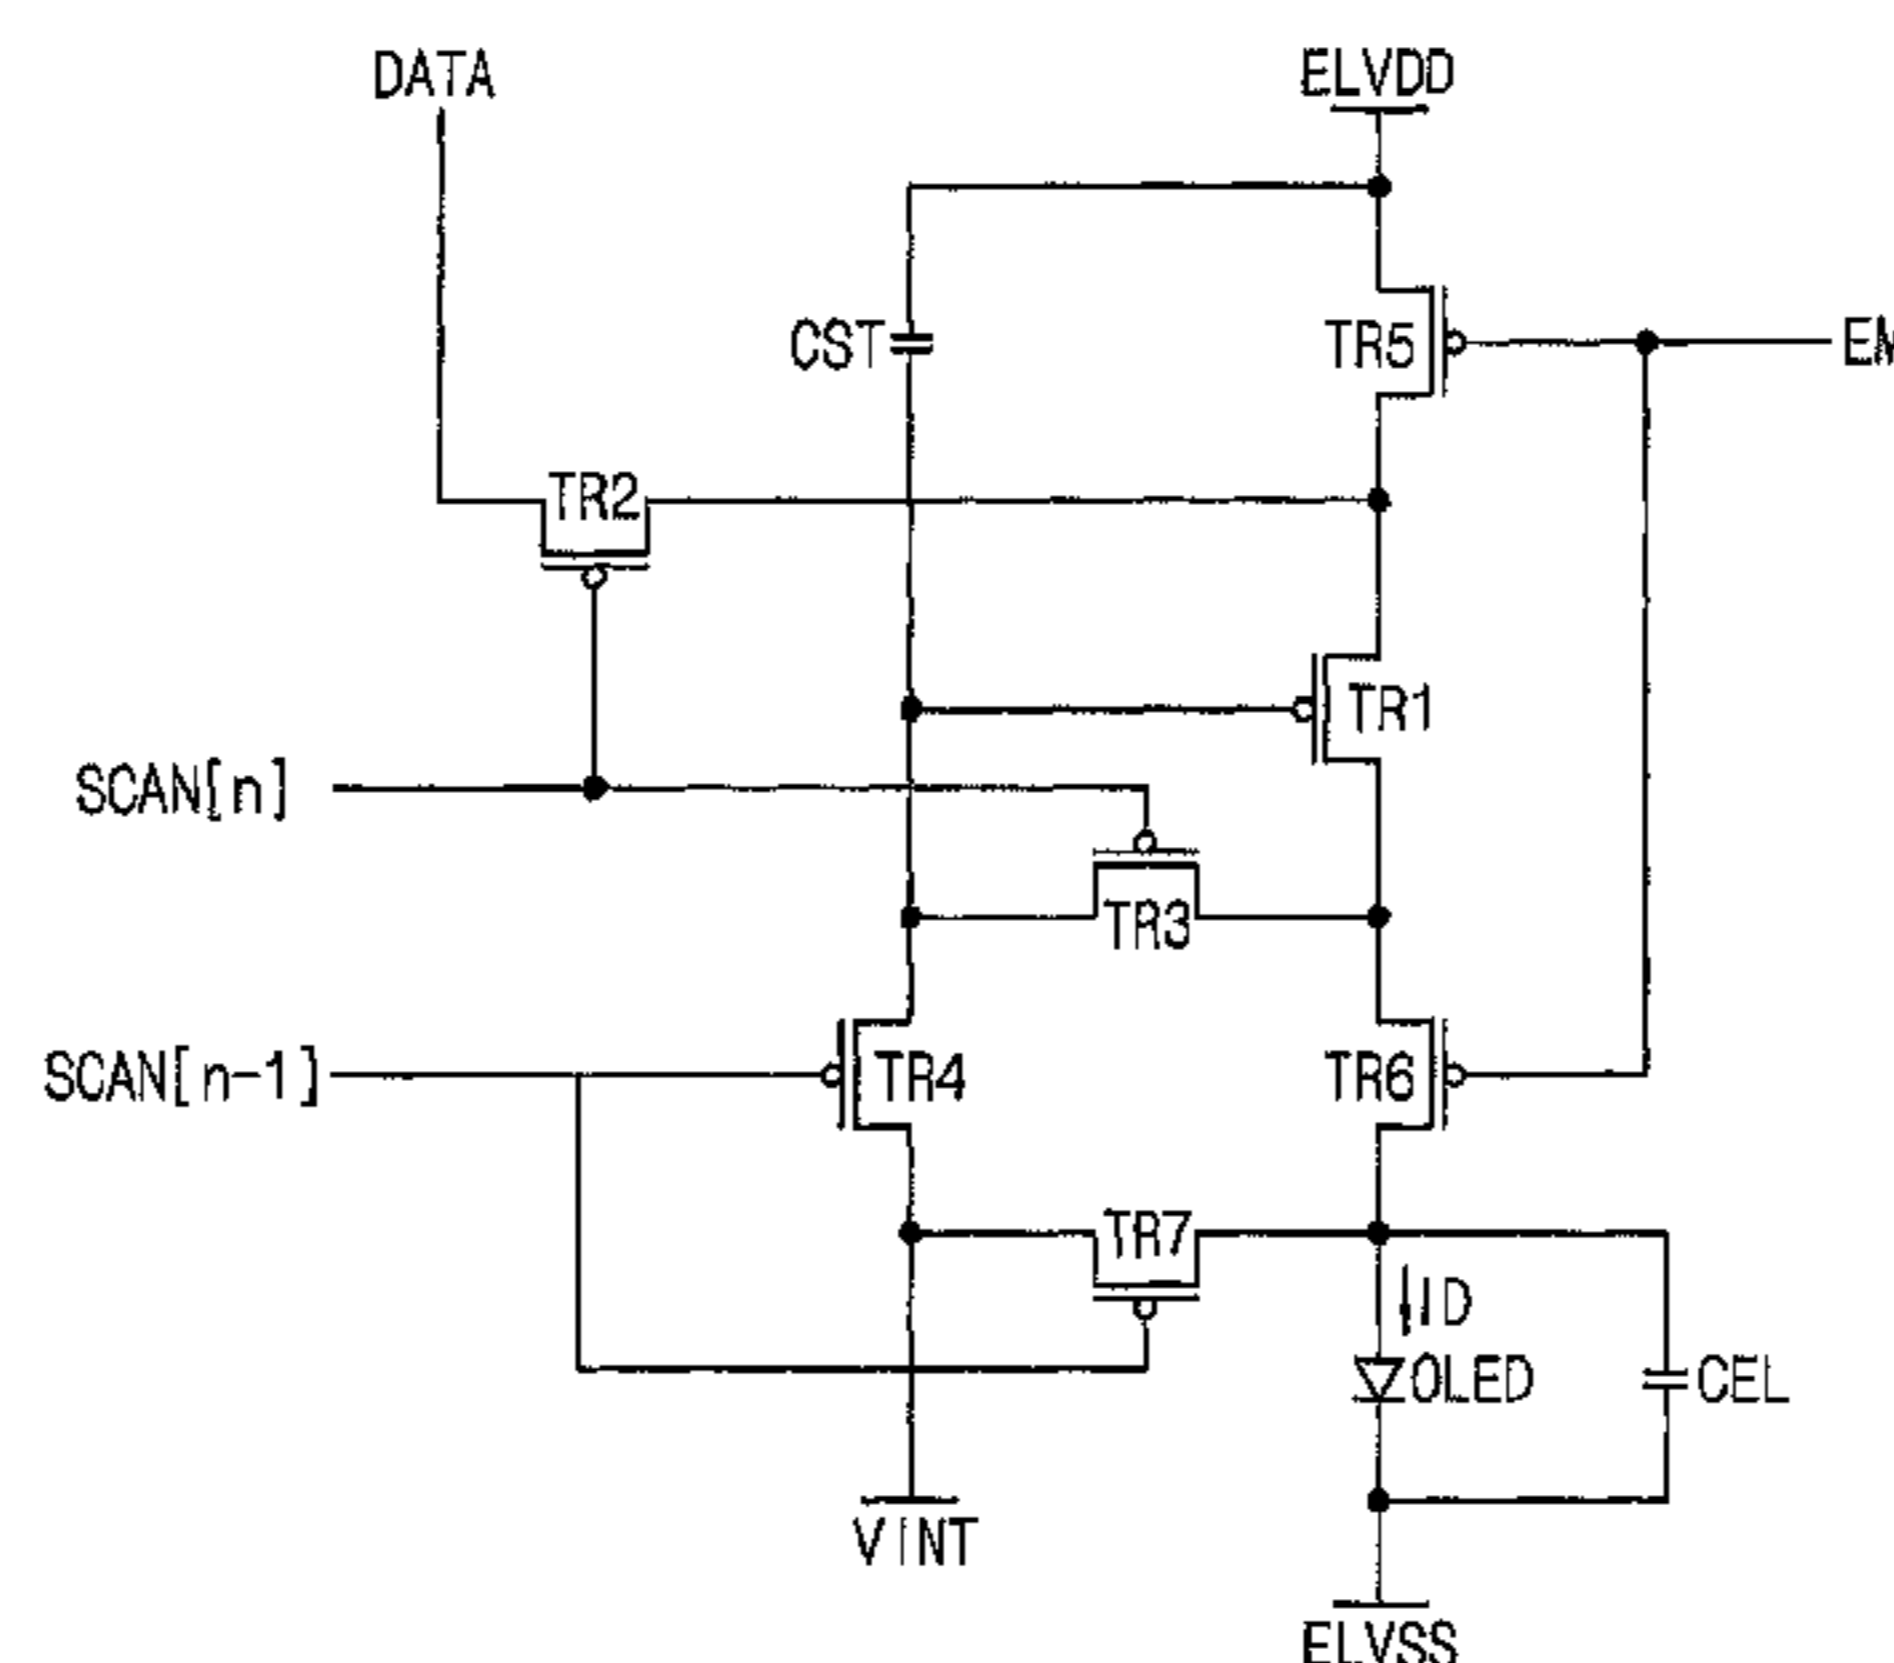 DATA
ELVDD
CST
TR5
EM
TR2
TR1
SCAN[n]
TR3
SCAN[n-1]
TR4
TR6
TR7
ID
OLED
CEL
VINT
ELVSS